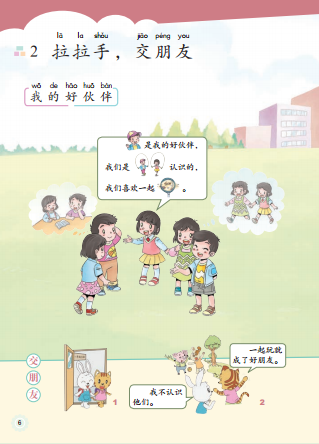 lā lā shǒu jiāo péng you
2 拉拉手，交朋友
wǒ de hǎo huǒ bàn
我的好伙伴
是我的好伙伴，
我们是 认识的，
我们喜欢一起 。
交
朋
友
1
我不认识
他们。
一起玩就
成了好朋友。
2
6